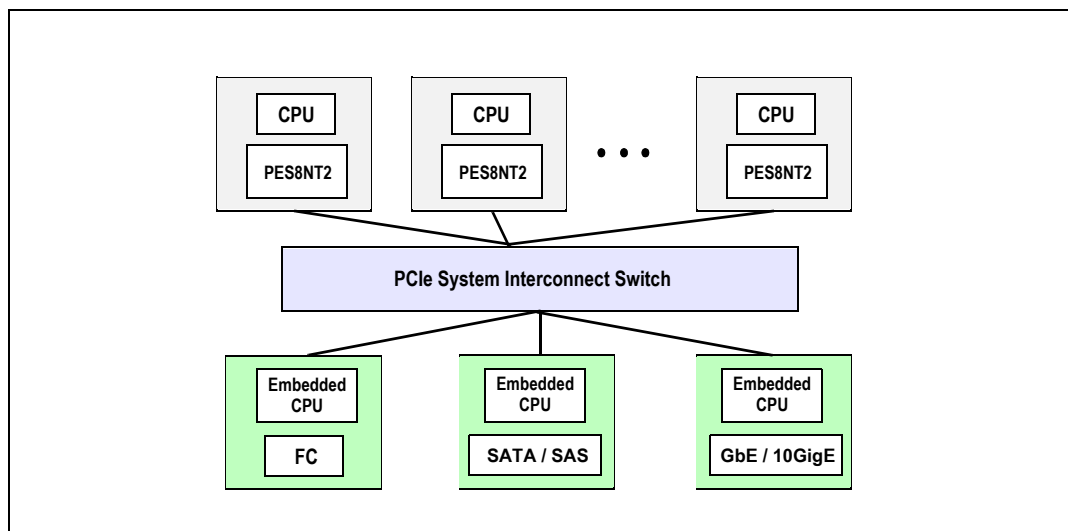 CPU
CPU
CPU
PES8NT2
PES8NT2
• • •
PES8NT2
PCIe System Interconnect Switch
Embedded
CPU
Embedded
CPU
Embedded
CPU
FC
SATA / SAS
GbE / 10GigE